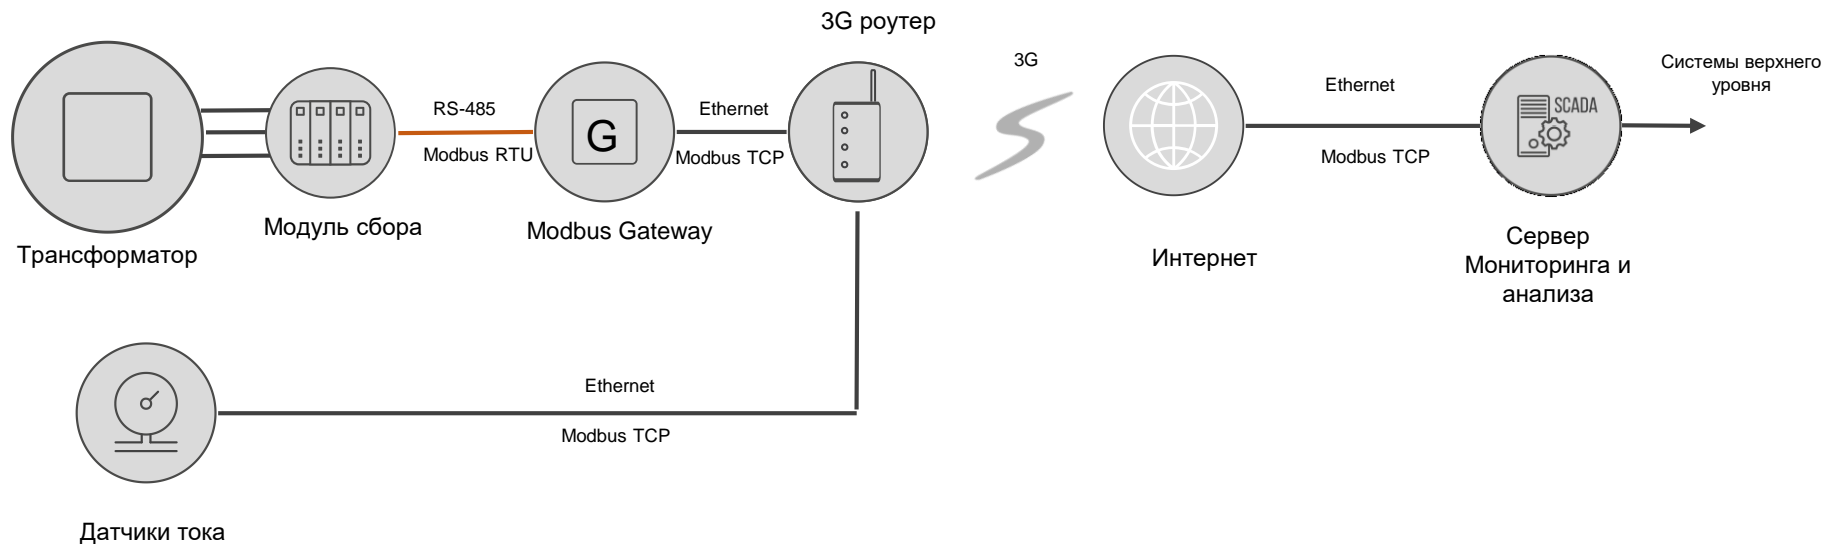 3G роутер
3G
Системы верхнего
уровня
Ethernet
SCADA
RS-485
Ethernet
G
Modbus RTU
Modbus TCP
Modbus TCP
Модуль сбора
Modbus Gateway
Трансформатор
Интернет
Сервер
Мониторинга и
анализа
Ethernet
Modbus TCP
Датчики тока